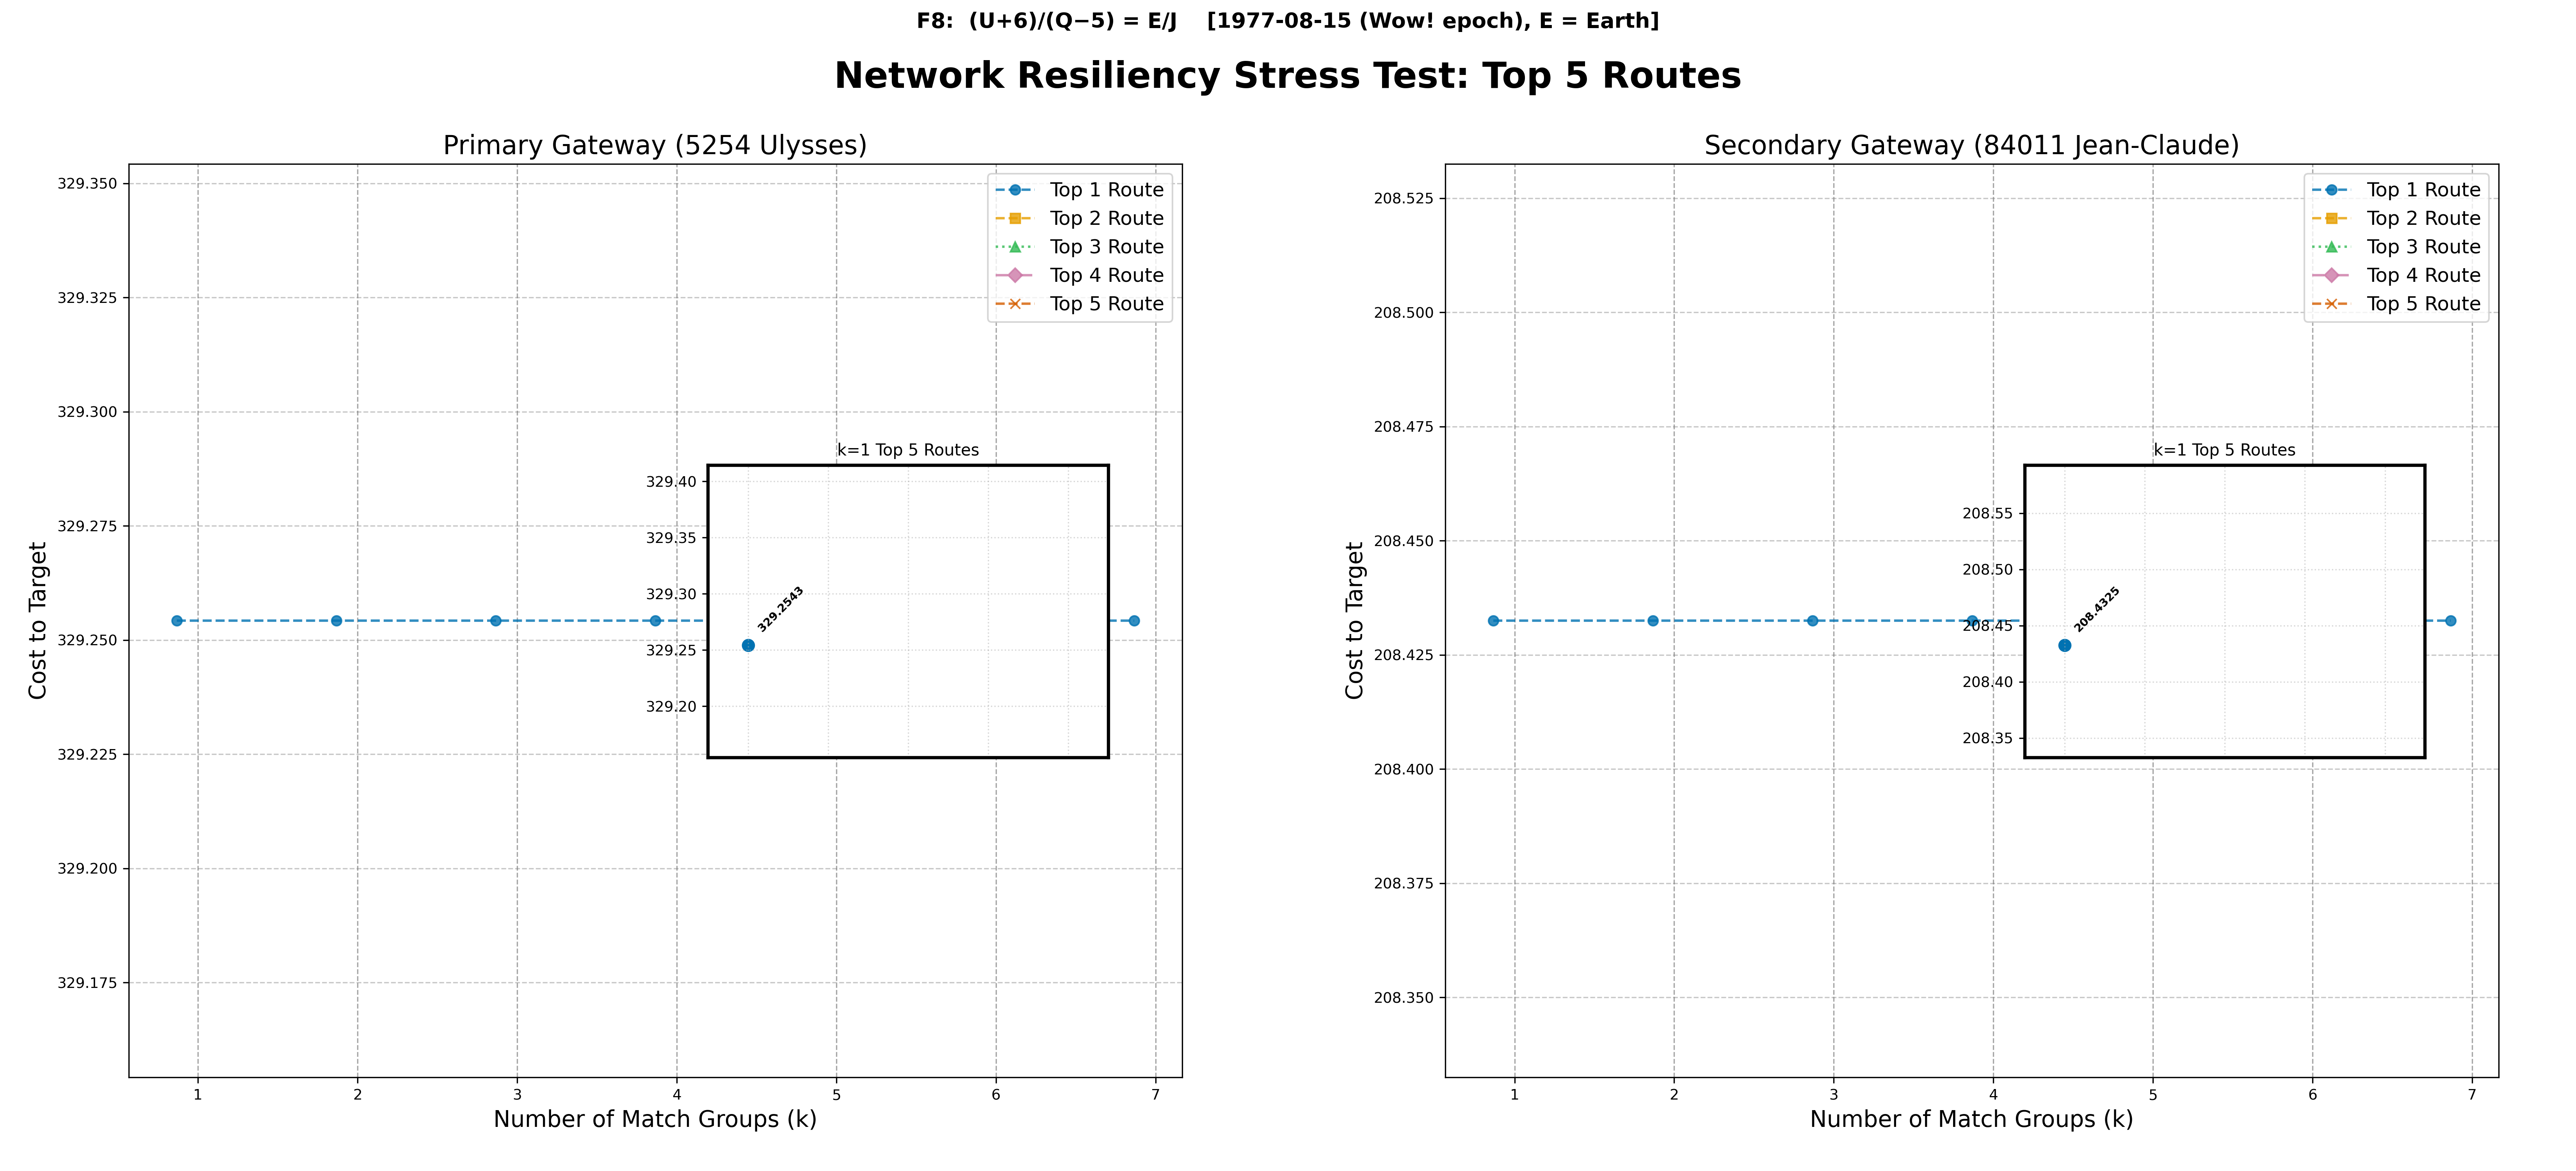 F8:  (U+6)/(Q−5) = E/J    [1977-08-15 (Wow! epoch), E = Earth]
Network Resiliency Stress Test: Top 5 Routes
Primary Gateway (5254 Ulysses)
329.350
329.325
329.300
329.275
329.250
329.225
329.200
329.175
Cost to Target
1 2 3 4 5 6 7
Number of Match Groups (k)
Top 1 Route
Top 2 Route
Top 3 Route
Top 4 Route
Top 5 Route
k=1 Top 5 Routes
329.40
329.35
329.30
329.25
329.20
329.2543
Secondary Gateway (84011 Jean-Claude)
208.525
208.500
208.475
208.450
208.425
208.400
208.375
208.350
Cost to Target
1 2 3 4 5 6 7
Number of Match Groups (k)
Top 1 Route
Top 2 Route
Top 3 Route
Top 4 Route
Top 5 Route
k=1 Top 5 Routes
208.55
208.50
208.45
208.40
208.35
208.4325